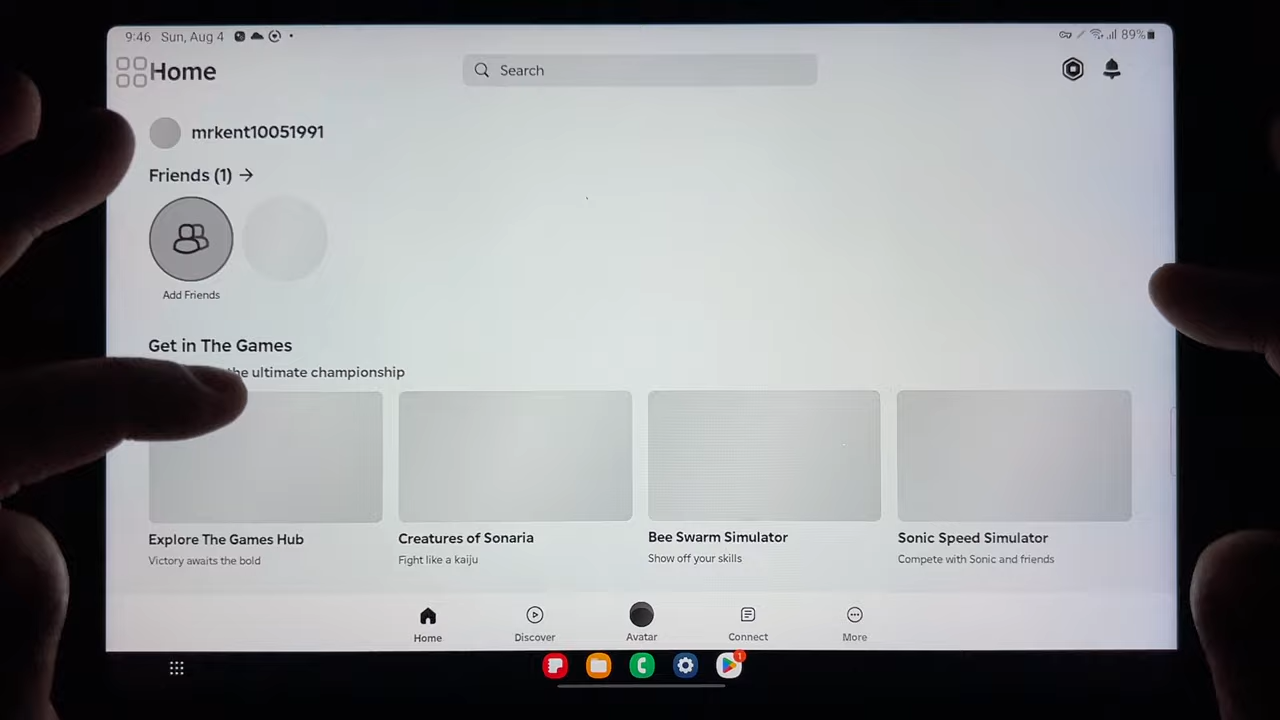 9:46 Sun, Aug 4
89%
Home
Search
mrkent10051991
Friends (1)
Add Friends
Get in The Games
the ultimate championship
Explore The Games Hub
Victory awaits the bold
Creatures of Sonaria
Fight like a kaiju
Bee Swarm Simulator
Show off your skills
Sonic Speed Simulator
Compete with Sonic and friends
Home
Discover
Avatar
Connect
More
1